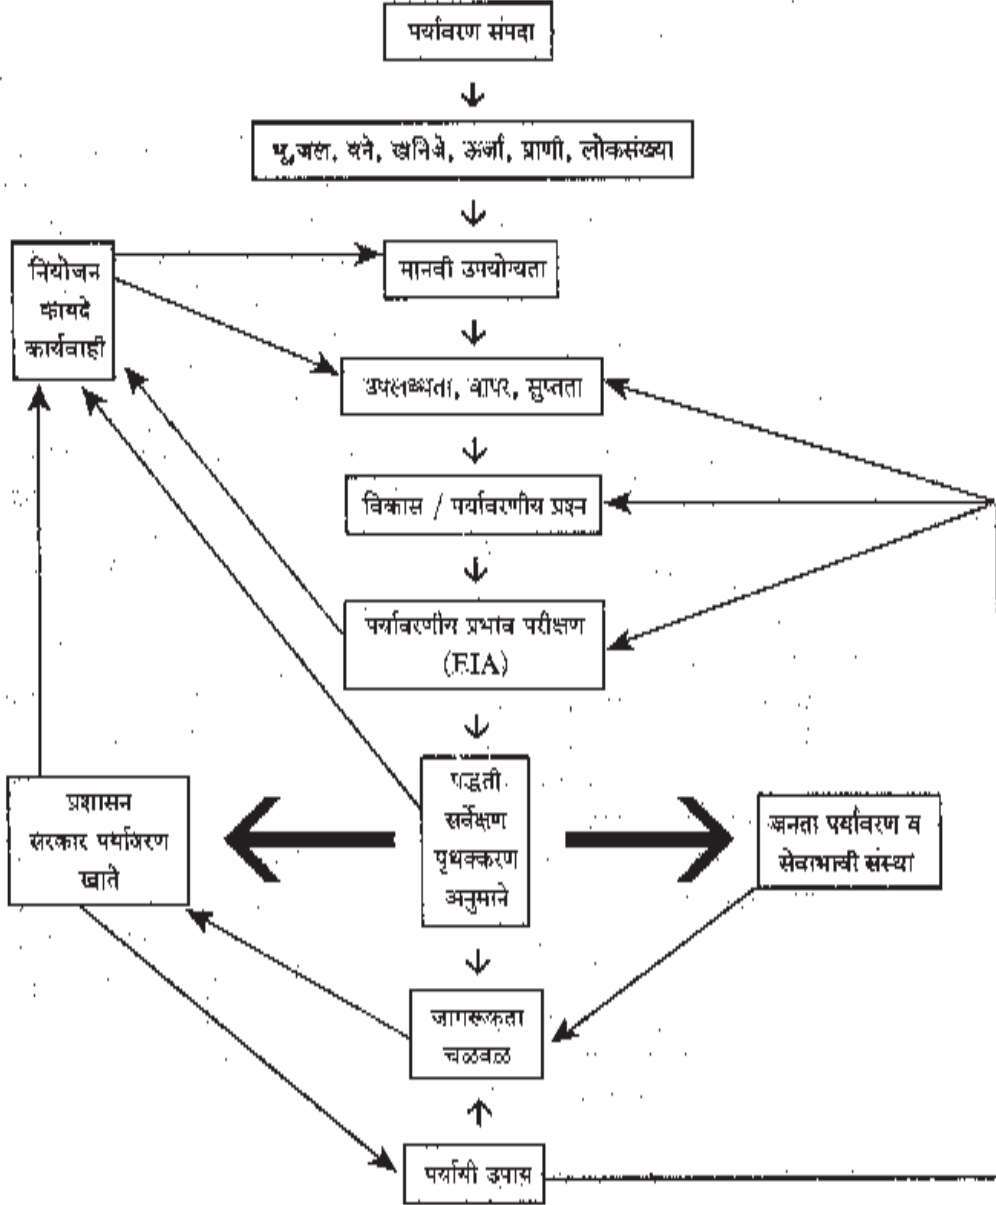 पर्यावरण संपदा
भू,जल, वने, खनिजे, ऊर्जा, प्राणी, लोकसंख्या
नियोजन
कायदे
कार्यवाही
मानवी उपयोग्यता
उपलब्धता, वापर, सुप्तता
विकास / पर्यावरणीय प्रश्न
पर्यावरणीय प्रभाव परीक्षण
(EIA)
प्रशासन
सरकार पर्यावरण
खाते
पद्धती
सर्वेक्षण
पृथक्करण
अनुमाने
जनता पर्यावरण व
सेवाभावी संस्था
जागरूकता
चळवळ
पर्यायी उपाय